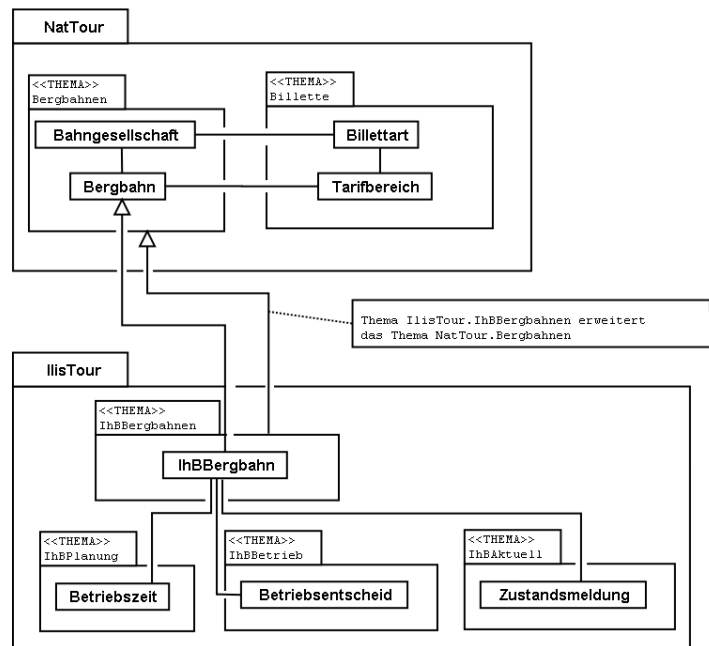 NatTour
<<THEMA>>
Bergbahnen
<<THEMA>>
Billette
Bahngesellschaft
Billettart
Bergbahn
Tarifbereich
Thema IlisTour.IhBBergbahnen erweitert
das Thema NatTour.Bergbahnen
IlisTour
<<THEMA>>
IhBBergbahnen
IhBBergbahn
<<THEMA>>
IhBPlanung
<<THEMA>>
IhBBetrieb
<<THEMA>>
IhBAktuell
Betriebszeit
Betriebsentscheid
Zustandsmeldung